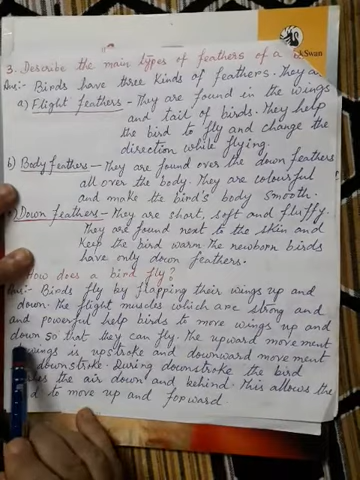 Swan
3. Describe the main types of feathers of a
Ans:- Birds have three kinds of feathers. They a
a) Flight feathers - They are found in the wings
and tail of birds. They help
the bird to fly and change the
direction while flying.
b) Body feathers - They are found over the down feathers
all over the body. They are colourful
and make the bird's body smooth.
Down feathers - They are short, soft and fluffy.
They are found next to the skin and
keep the bird warm. The newborn birds
have only down feathers.
How does a bird fly?
Ans:- Birds fly by flapping their wings up and
down. The flight muscles which are strong and
and powerful help birds to move wings up and
down so that they can fly. The upward movement
wings is upstroke and downward movement
downstroke. During downstroke the bird
the air down and behind. This allows the
to move up and forward.